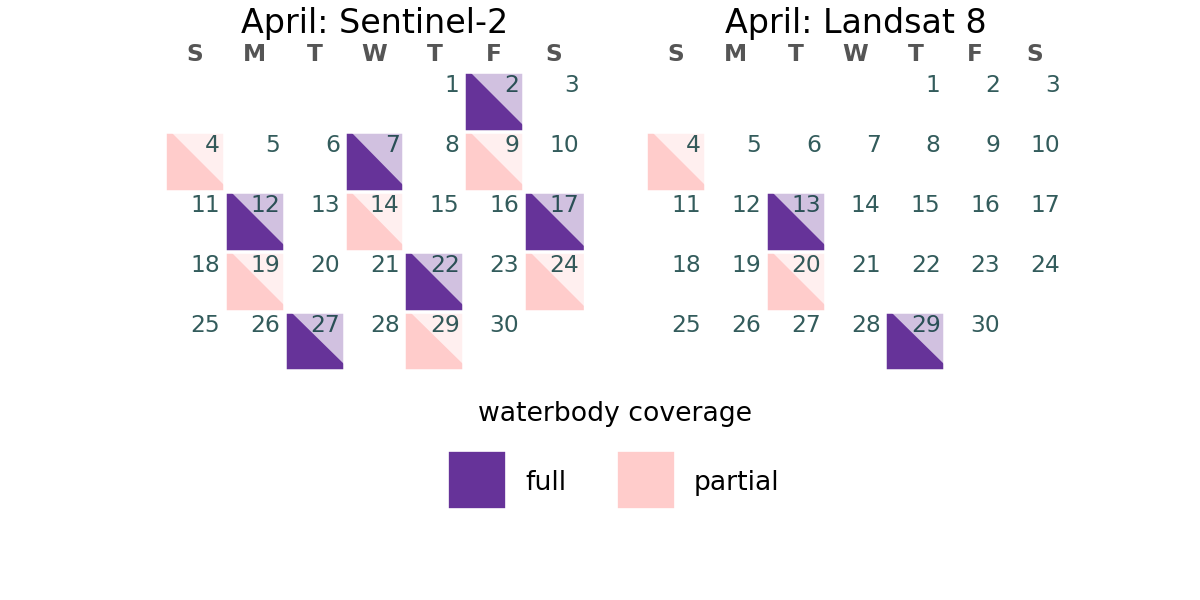 April: Sentinel-2
S M T W T F S
1 2 3
4 5 6 7 8 9 10
11 12 13 14 15 16 17
18 19 20 21 22 23 24
25 26 27 28 29 30
April: Landsat 8
S M T W T F S
1 2 3
4 5 6 7 8 9 10
11 12 13 14 15 16 17
18 19 20 21 22 23 24
25 26 27 28 29 30
waterbody coverage
full partial